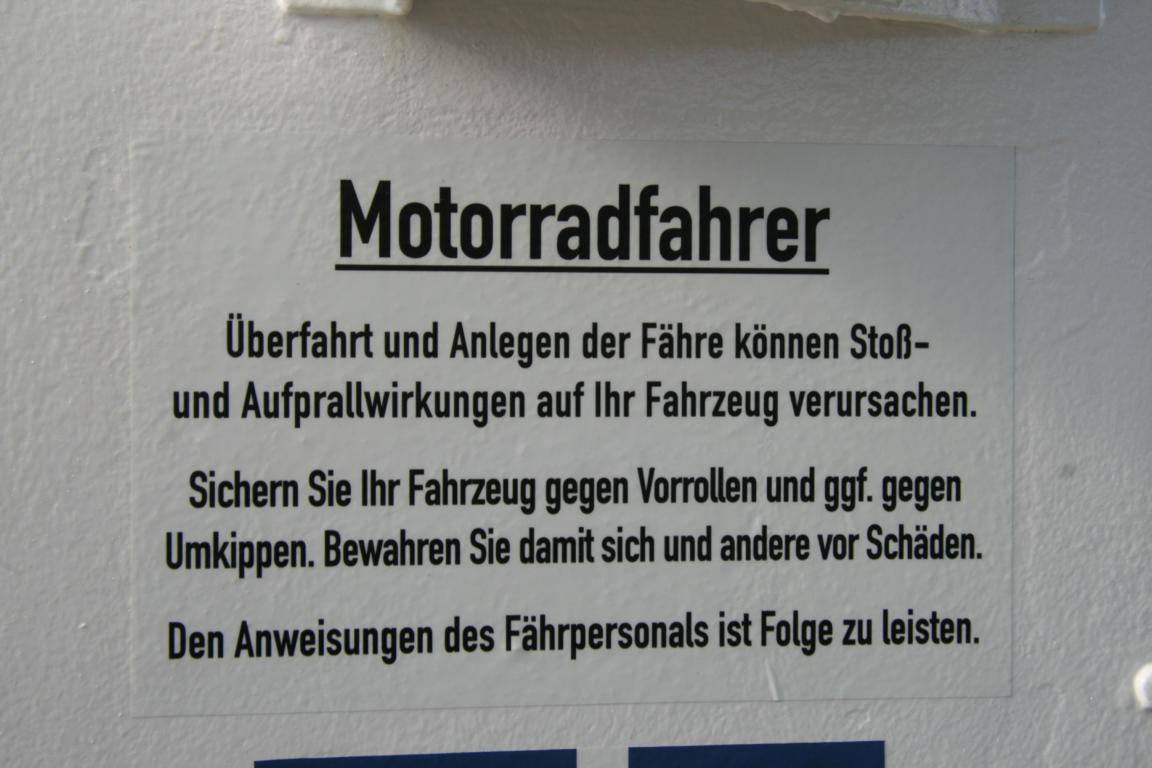 Motorradfahrer
Überfahrt und Anlegen der Fähre können Stoß-
und Aufprallwirkungen auf Ihr Fahrzeug verursachen.
Sichern Sie Ihr Fahrzeug gegen Vorrollen und ggf. gegen
Umkippen. Bewahren Sie damit sich und andere vor Schäden.
Den Anweisungen des Fährpersonals ist Folge zu leisten.